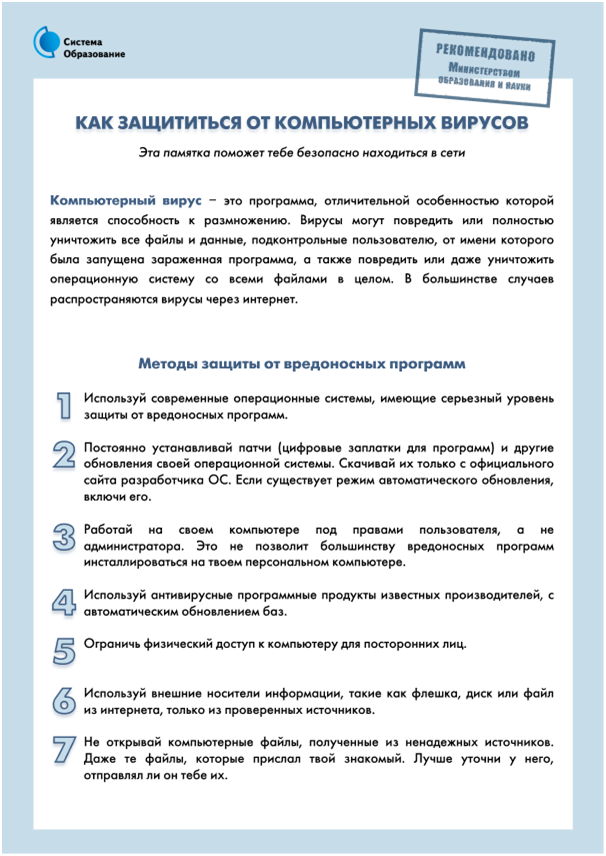 Система
Образование
РЕКОМЕНДОВАНО
Министерством
образования и науки
КАК ЗАЩИТИТЬСЯ ОТ КОМПЬЮТЕРНЫХ ВИРУСОВ
Эта памятка поможет тебе безопасно находиться в сети
Компьютерный вирус – это программа, отличительной особенностью которой
является способность к размножению. Вирусы могут повредить или полностью
уничтожить все файлы и данные, подконтрольные пользователю, от имени которого
была запущена зараженная программа, а также повредить или даже уничтожить
операционную систему со всеми файлами в целом. В большинстве случаев
распространяются вирусы через интернет.
Методы защиты от вредоносных программ
1 Используй современные операционные системы, имеющие серьезный уровень
защиты от вредоносных программ.
2 Постоянно устанавливай патчи (цифровые заплатки для программ) и другие
обновления своей операционной системы. Скачивай их только с официального
сайта разработчика ОС. Если существует режим автоматического обновления,
включи его.
3 Работай на своем компьютере под правами пользователя, а не
администратора. Это не позволит большинству вредоносных программ
инсталлироваться на твоем персональном компьютере.
4 Используй антивирусные программные продукты известных производителей, с
автоматическим обновлением баз.
5 Ограничь физический доступ к компьютеру для посторонних лиц.
6 Используй внешние носители информации, такие как флешка, диск или файл
из интернета, только из проверенных источников.
7 Не открывай компьютерные файлы, полученные из ненадежных источников.
Даже те файлы, которые прислал твой знакомый. Лучше уточни у него,
отправлял ли он тебе их.